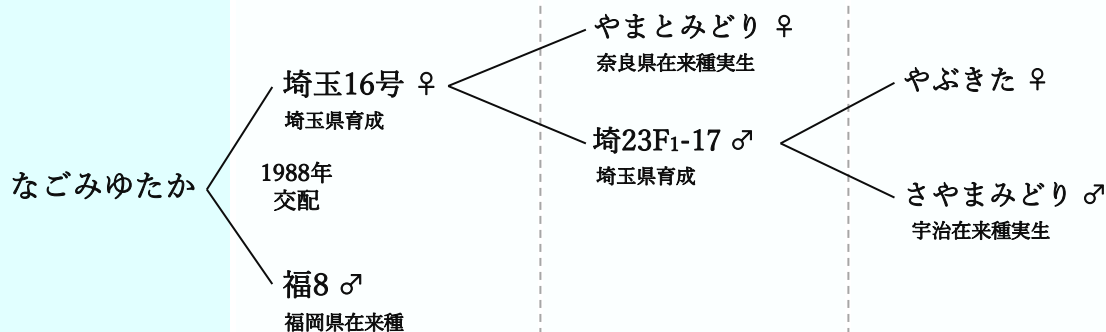 なごみゆたか
埼玉16号 ♀
埼玉県育成
1988年
交配
福8 ♂
福岡県在来種
やまとみどり ♀
奈良県在来種実生
埼23F₁-17 ♂
埼玉県育成
やぶきた ♀
さやまみどり ♂
宇治在来種実生